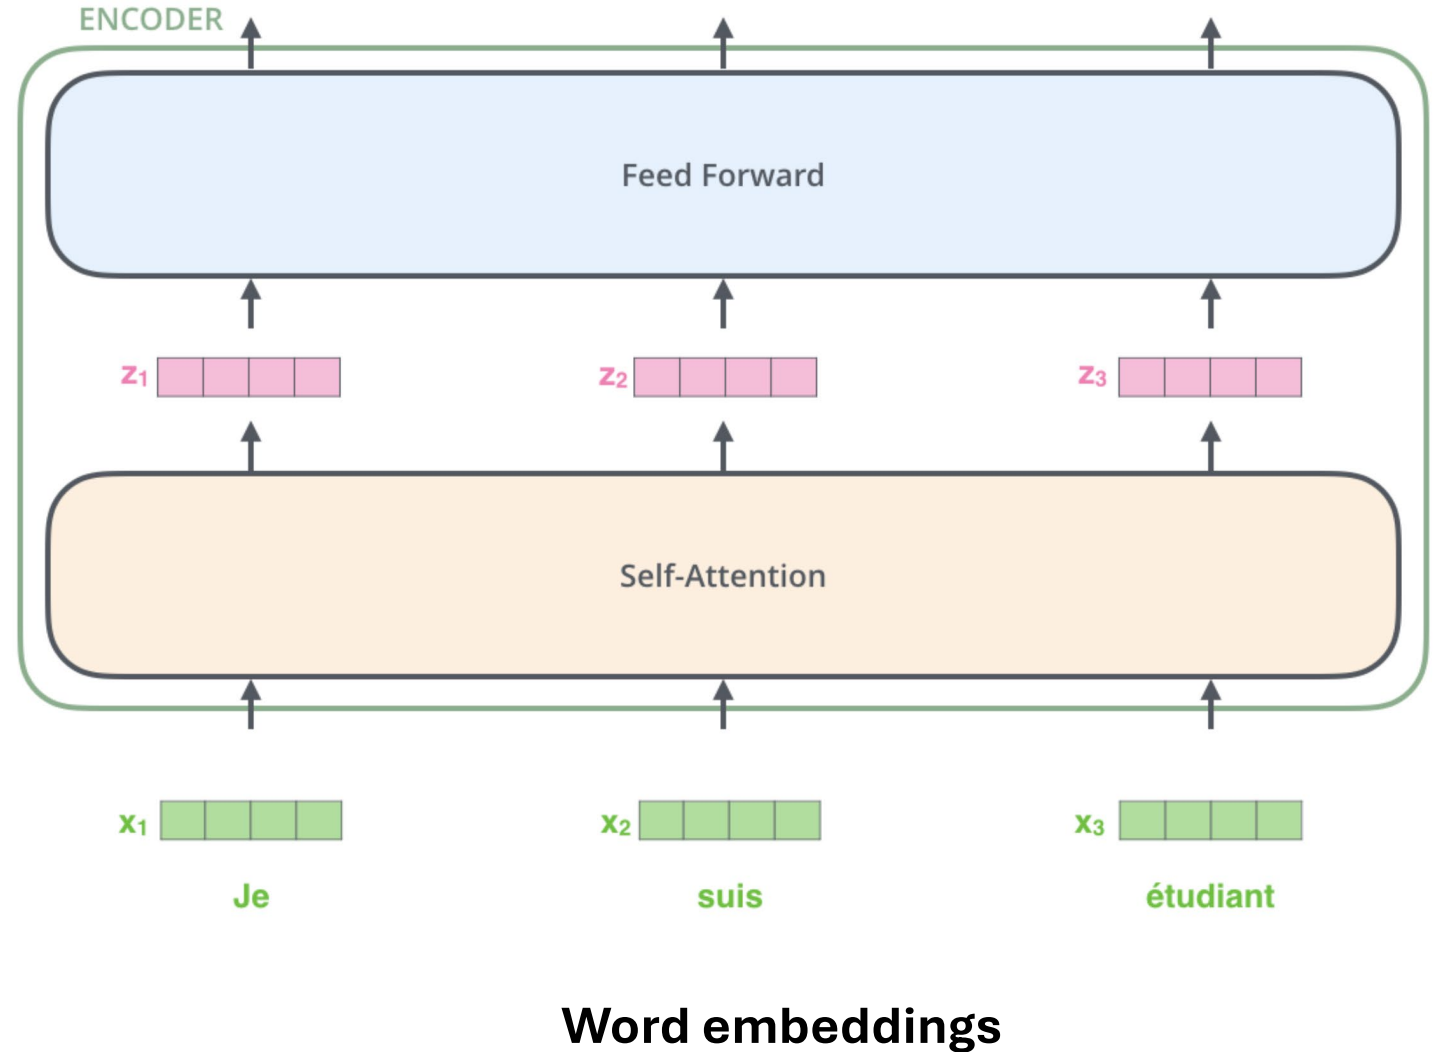 ENCODER
Feed Forward
z1 z2 z3
Self-Attention
x1 x2 x3
Je suis étudiant
Word embeddings